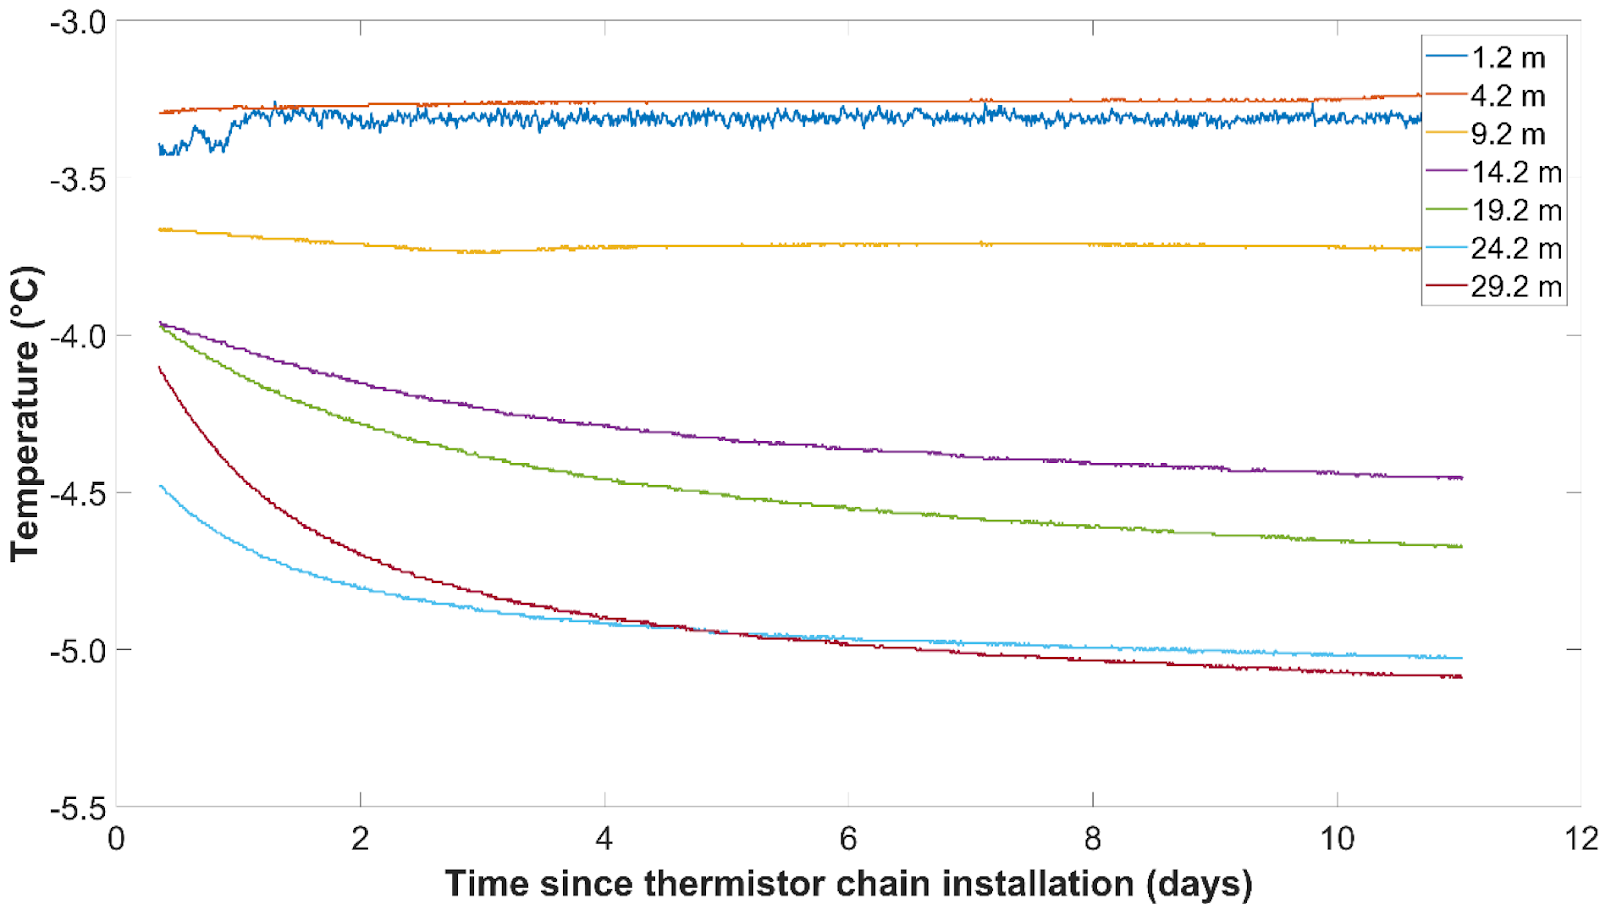 -3.0
-3.5
-4.0
-4.5
-5.0
-5.5
Temperature (°C)
1.2 m
4.2 m
9.2 m
14.2 m
19.2 m
24.2 m
29.2 m
0 2 4 6 8 10 12
Time since thermistor chain installation (days)